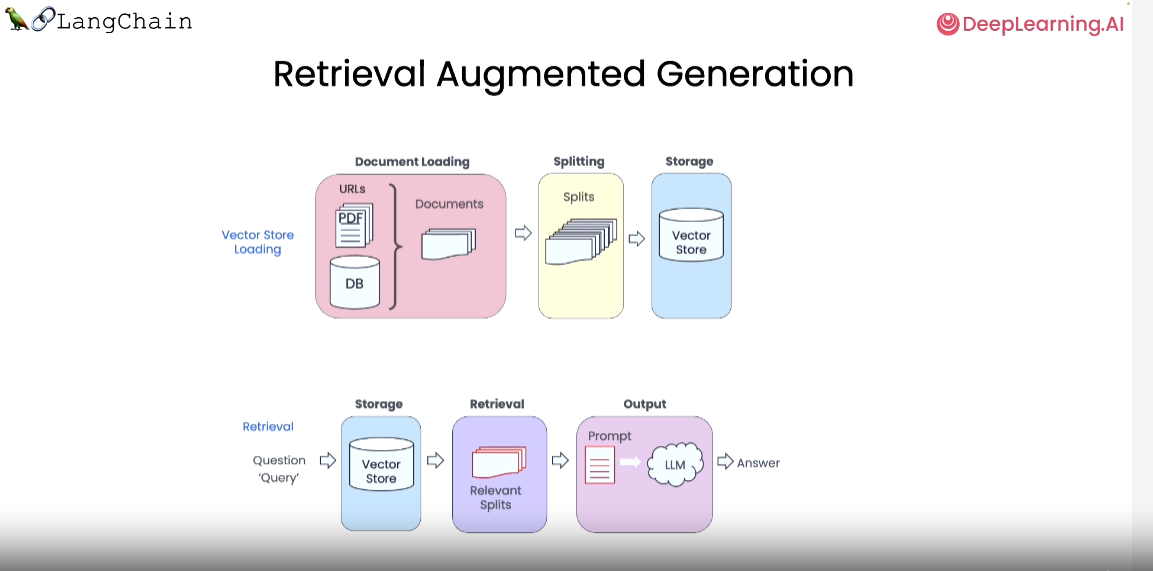 LangChain
DeepLearning.AI
Retrieval Augmented Generation
Document Loading
Splitting
Storage
URLs
PDF
DB
Documents
Splits
Vector
Store
Vector Store
Loading
Storage
Retrieval
Output
Retrieval
Question
'Query'
Vector
Store
Relevant
Splits
Prompt
LLM
Answer